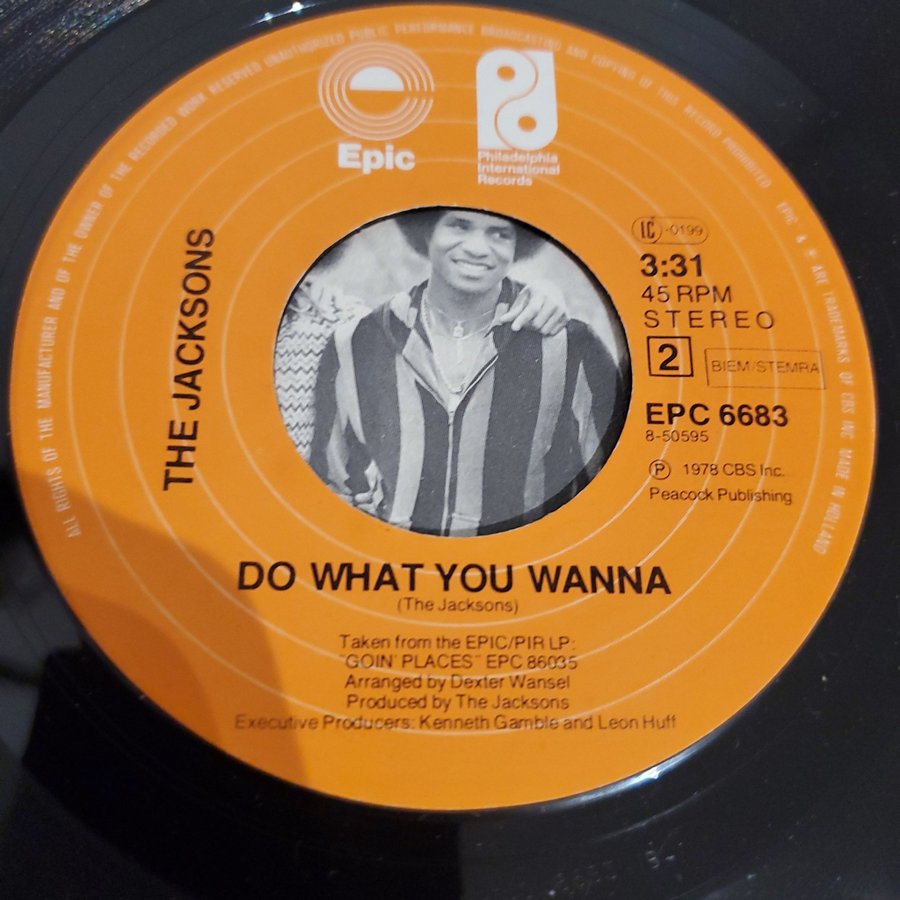 ALL RIGHTS OF THE MANUFACTURER AND OF THE OWNER OF THE RECORDED WORK RESERVED UNAUTHORIZED PUBLIC PERFORMANCE BROADCASTING AND COPYING OF THIS RECORD PROHIBITED
EPIC & ARE TRADEMARKS OF CBS INC MADE IN HOLLAND
Epic
Philadelphia
International
Records
THE JACKSONS
IC -0199
3:31
45 RPM
STEREO
2 BIEM/STEMRA
EPC 6683
8-50595
Ⓟ 1978 CBS Inc.
Peacock Publishing
DO WHAT YOU WANNA
(The Jacksons)
Taken from the EPIC/PIR LP:
"GOIN' PLACES" EPC 86035
Arranged by Dexter Wansel
Produced by The Jacksons
Executive Producers: Kenneth Gamble and Leon Huff